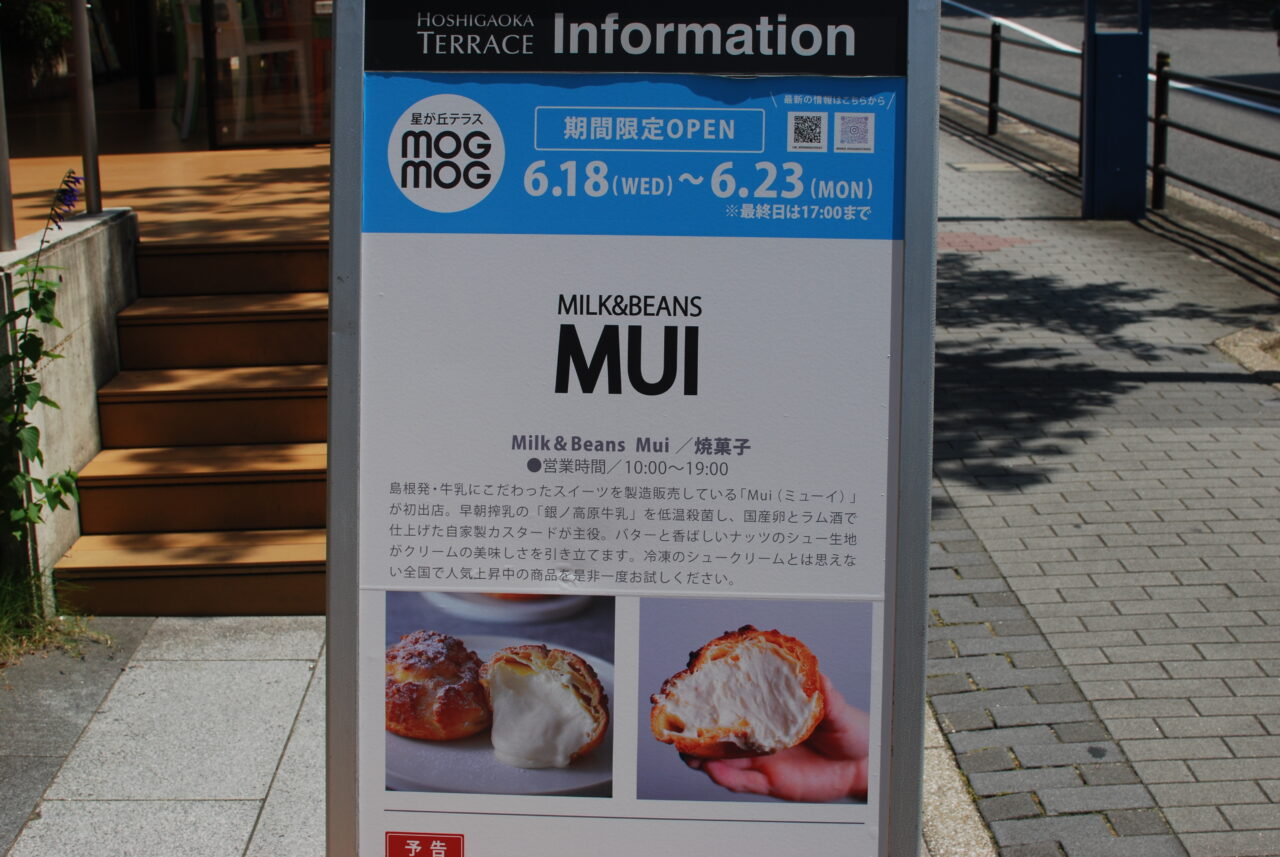 HOSHIGAOKA
TERRACE
Information
星が丘テラス
MOG
MOG
期間限定OPEN
最新の情報はこちらから
6.18(WED)～6.23(MON)
※最終日は17:00まで
MILK&BEANS
MUI
Milk&Beans Mui／焼菓子
●営業時間／10:00～19:00
島根発・牛乳にこだわったスイーツを製造販売している「Mui（ミューイ）」
が初出店。早朝搾乳の「銀ノ高原牛乳」を低温殺菌し、国産卵とラム酒で
仕上げた自家製カスタードが主役。バターと香ばしいナッツのシュー生地
がクリームの美味しさを引き立てます。冷凍のシュークリームとは思えな
い全国で人気上昇中の商品を是非一度お試しください。
予告